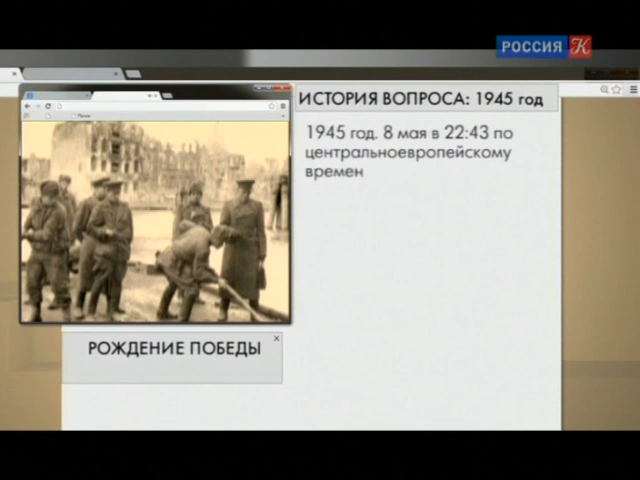 РОССИЯ К
ИСТОРИЯ ВОПРОСА: 1945 год
1945 год. 8 мая в 22:43 по
центральноевропейскому
времен
РОЖДЕНИЕ ПОБЕДЫ